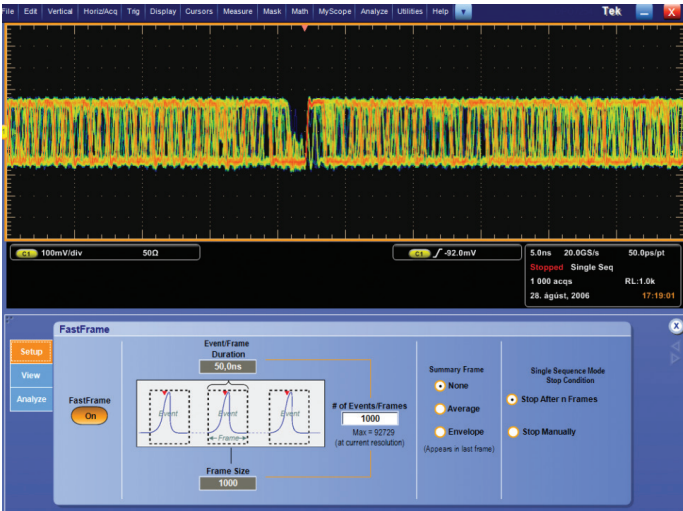 File Edit Vertical Horiz/Acq Trig Display Cursors Measure Mask Math MyScope Analyze Utilities Help Tek X
1
C1 100mV/div 50Ω
C1 -92.0mV
5.0ns 20.0GS/s 50.0ps/pt
Stopped Single Seq
1 000 acqs RL:1.0k
28. ágúst, 2006 17:19:01
FastFrame
X
Setup
View
Analyze
FastFrame
On
Event/Frame
Duration
50,0ns
Event Event Event
Frame
Frame Size
1000
# of Events/Frames
1000
Max = 92729
(at current resolution)
Summary Frame
None
Average
Envelope
(Appears in last frame)
Single Sequence Mode
Stop Condition
Stop After n Frames
Stop Manually